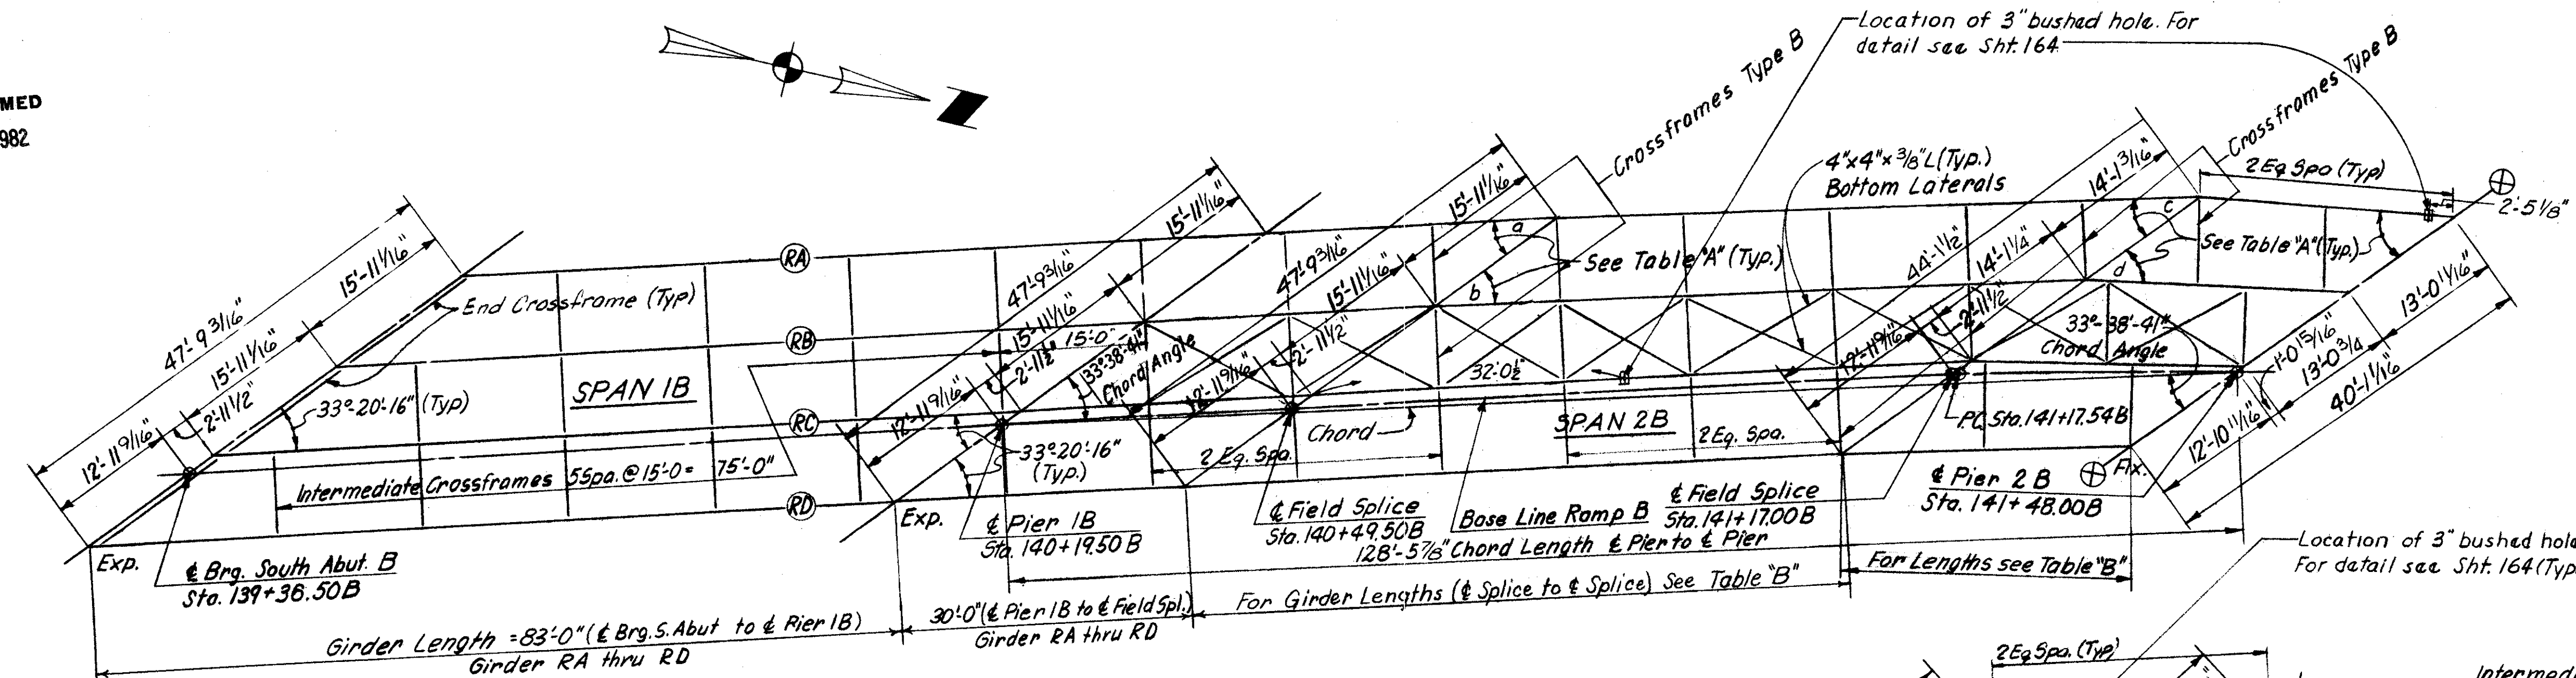 MED
982
Location of 3" bushed hole. For
detail see Sht. 164
Crossframes Type B
Crossframes Type B
4"x4"x3/8" L (Typ.)
Bottom Laterals
2 Eq Spa (Typ)
2'-5 1/8"
14'-1 3/16"
44'-1 1/2"
14'-1 1/4"
2'-11 1/2"
12'-11 9/16"
c
d
See Table "A" (Typ.)
a
b
See Table "A" (Typ.)
47'-9 3/16"
15'-11 1/16"
15'-11 1/16"
2'-11 1/2"
12'-11 9/16"
End Crossframe (Typ)
33°-20'-16" (Typ)
RA
RB
RC
RD
SPAN 1B
47'-9 3/16"
15'-11 1/16"
15'-11 1/16"
15'-0"
2'-11 1/2"
12'-11 9/16"
33°38'-41"
Chord Angle
47'-9 3/16"
15'-11 1/16"
15'-11 1/16"
2'-11 1/2"
12'-11 9/16"
32'-0 1/2"
33°-38'-41"
Chord Angle
1'-0 15/16"
13'-0 3/4
13'-0 11/16"
40'-1 1/16"
12'-10 11/16"
P.C. Sta. 141+17.54B
Chord
SPAN 2B
2 Eq. Spa.
2 Eq. Spa.
33°-20'-16"
(Typ.)
Intermediate Crossframes 5 Spa. @ 15'-0 = 75'-0"
Exp.
Exp.
Fix.
℄ Brg. South Abut. B
Sta. 139+36.50B
℄ Pier 1B
Sta. 140+19.50 B
℄ Field Splice
Sta. 140+49.50B
Base Line Ramp B
℄ Field Splice
Sta. 141+17.00B
℄ Pier 2 B
Sta. 141+48.00B
128'-5 7/8" Chord Length ℄ Pier to ℄ Pier
For Lengths see Table "B"
For Girder Lengths (℄ Splice to ℄ Splice) See Table "B"
30'-0" (℄ Pier 1B to ℄ Field Spl.)
Girder RA thru RD
Girder Length = 83'-0" (℄ Brg. S. Abut to ℄ Pier 1B)
Girder RA thru RD
Location of 3" bushed hole
For detail see Sht. 164 (Typ
2 Eq Spa. (Typ)
Intermed